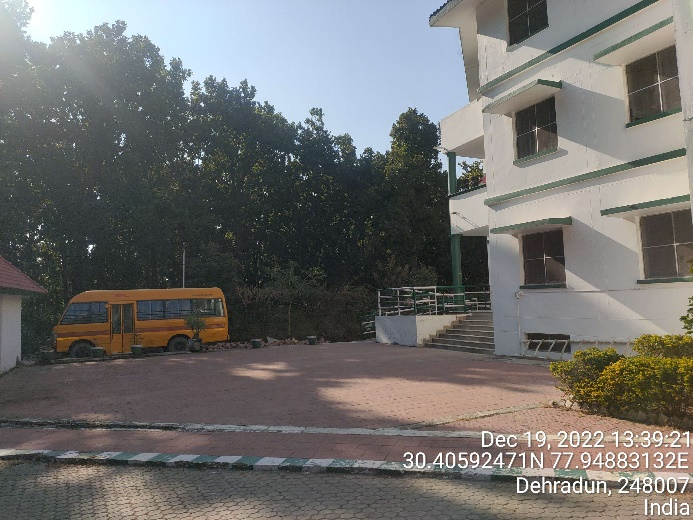 Dec 19, 2022 13:39:21
30.40592471N 77.94883132E
Dehradun, 248007
India